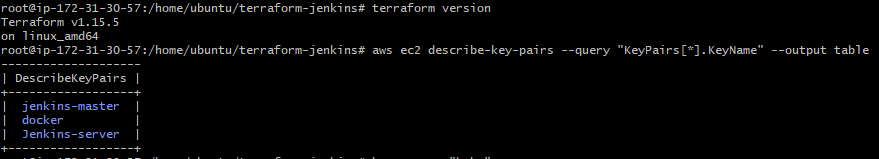 root@ip-172-31-30-57:/home/ubuntu/terraform-jenkins# terraform version
Terraform v1.15.5
on linux_amd64
root@ip-172-31-30-57:/home/ubuntu/terraform-jenkins# aws ec2 describe-key-pairs --query "KeyPairs[*].KeyName" --output table
-------------------
| DescribeKeyPairs |
+------------------+
| jenkins-master |
| docker |
| Jenkins-server |
+------------------+